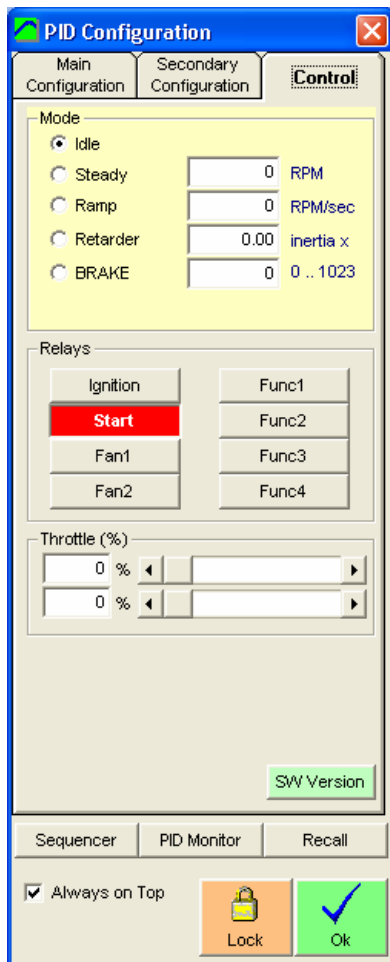 PID Configuration
Main Configuration
Secondary Configuration
Control
Mode
Idle
Steady 0 RPM
Ramp 0 RPM/sec
Retarder 0.00 inertia x
BRAKE 0 0 .. 1023
Relays
Ignition Func1
Start Func2
Fan1 Func3
Fan2 Func4
Throttle (%)
0 %
0 %
SW Version
Sequencer PID Monitor Recall
Always on Top
Lock Ok